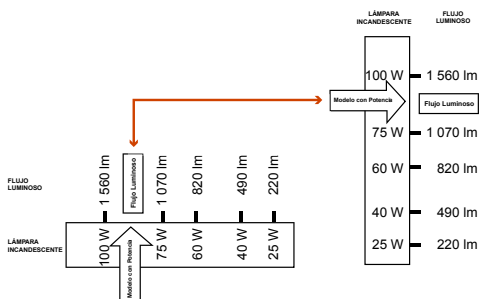 LÁMPARA
INCANDESCENTE
FLUJO
LUMINOSO
100 W 1 560 lm
Modelo con Potencia
Flujo Luminoso
75 W 1 070 lm
60 W 820 lm
40 W 490 lm
25 W 220 lm
FLUJO
LUMINOSO
1 560 lm
Flujo Luminoso
1 070 lm
820 lm
490 lm
220 lm
LÁMPARA
INCANDESCENTE
100 W
Modelo con Potencia
75 W
60 W
40 W
25 W